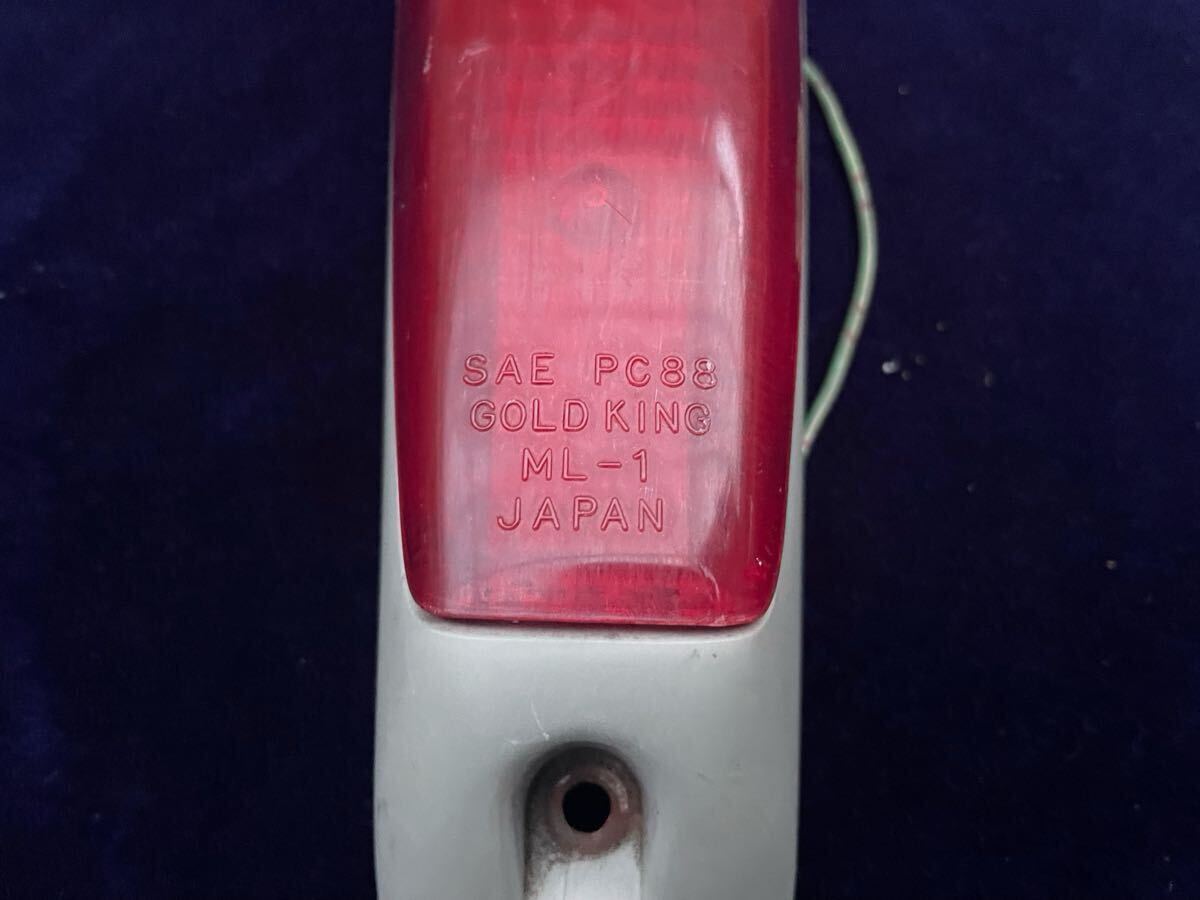 SAE PC88
GOLD KING
ML-1
JAPAN